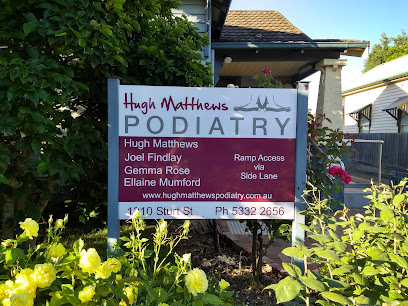 Hugh Matthews
PODIATRY
Hugh Matthews
Joel Findlay
Gemma Rose
Ellaine Mumford
Ramp Access
via
Side Lane
www.hughmatthewspodiatry.com.au
1210 Sturt St Ph 5332 2656